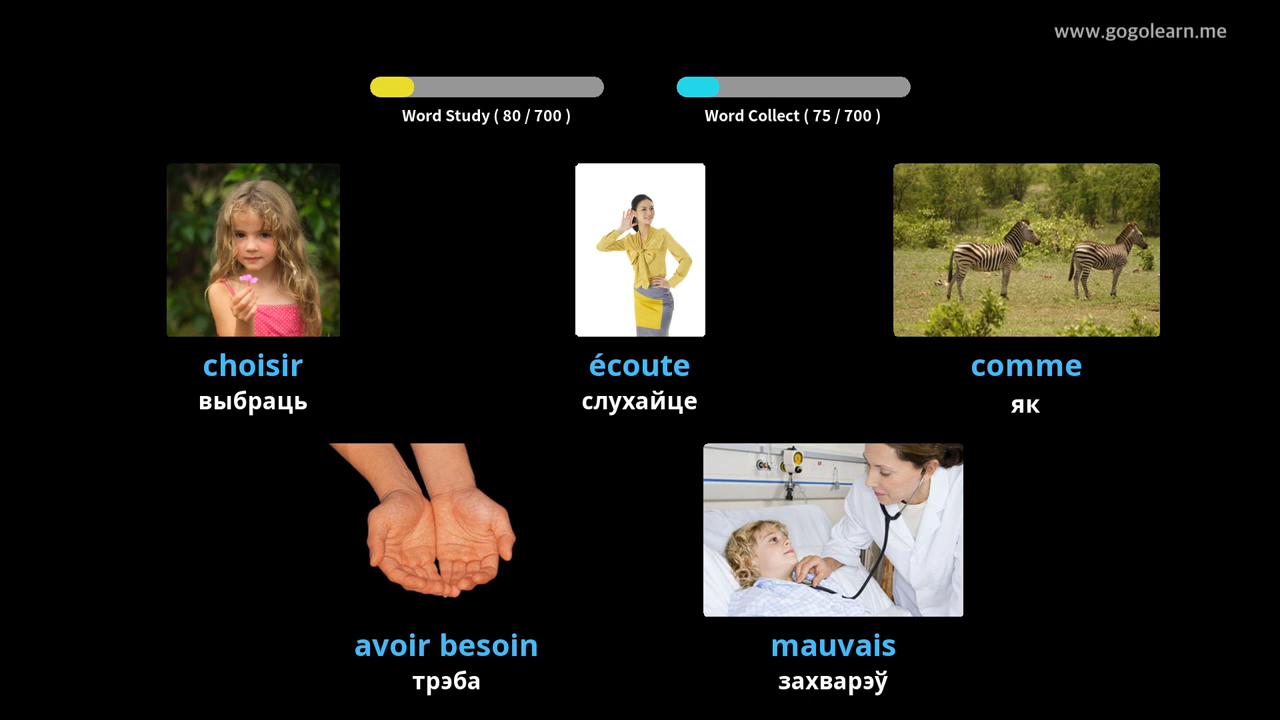 www.gogolearn.me
Word Study ( 80 / 700 )
Word Collect ( 75 / 700 )
choisir
выбраць
écoute
слухайце
comme
як
avoir besoin
трэба
mauvais
захварэў